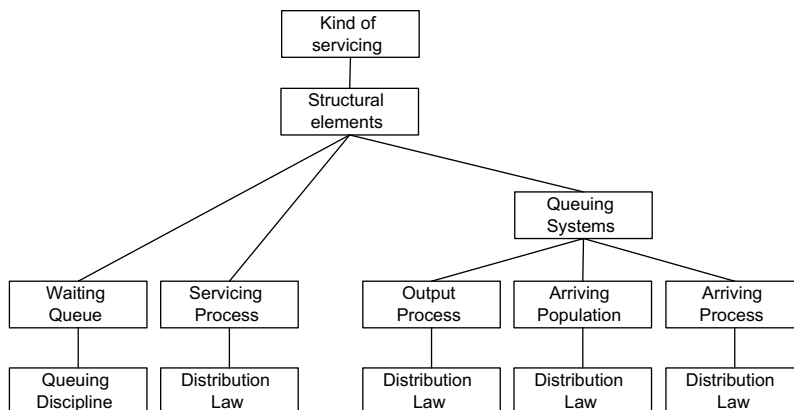 Kind of
servicing
Structural
elements
Queuing
Systems
Waiting
Queue
Servicing
Process
Output
Process
Arriving
Population
Arriving
Process
Queuing
Discipline
Distribution
Law
Distribution
Law
Distribution
Law
Distribution
Law